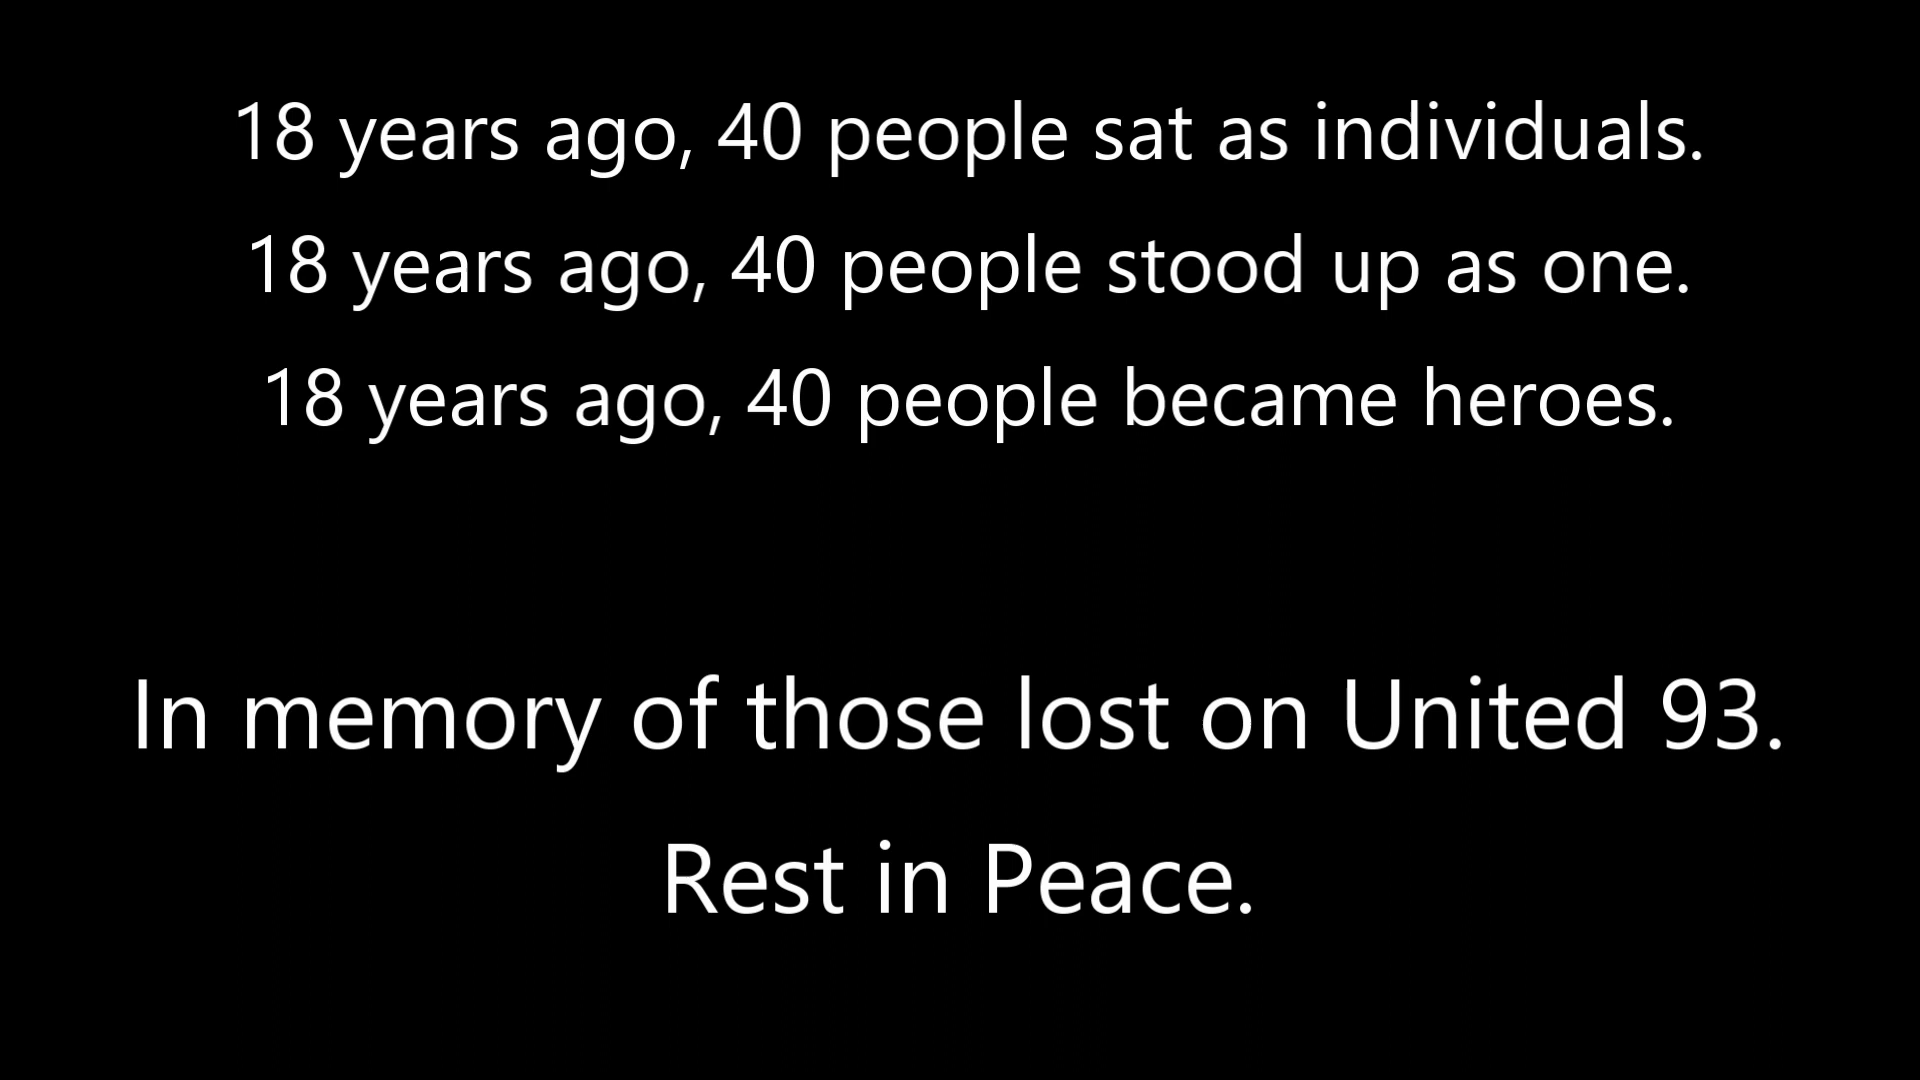 18 years ago, 40 people sat as individuals.
18 years ago, 40 people stood up as one.
18 years ago, 40 people became heroes.
In memory of those lost on United 93.
Rest in Peace.